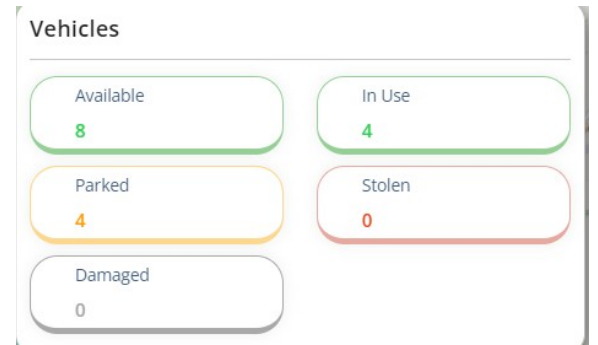 Vehicles
Available
8
In Use
4
Parked
4
Stolen
0
Damaged
0